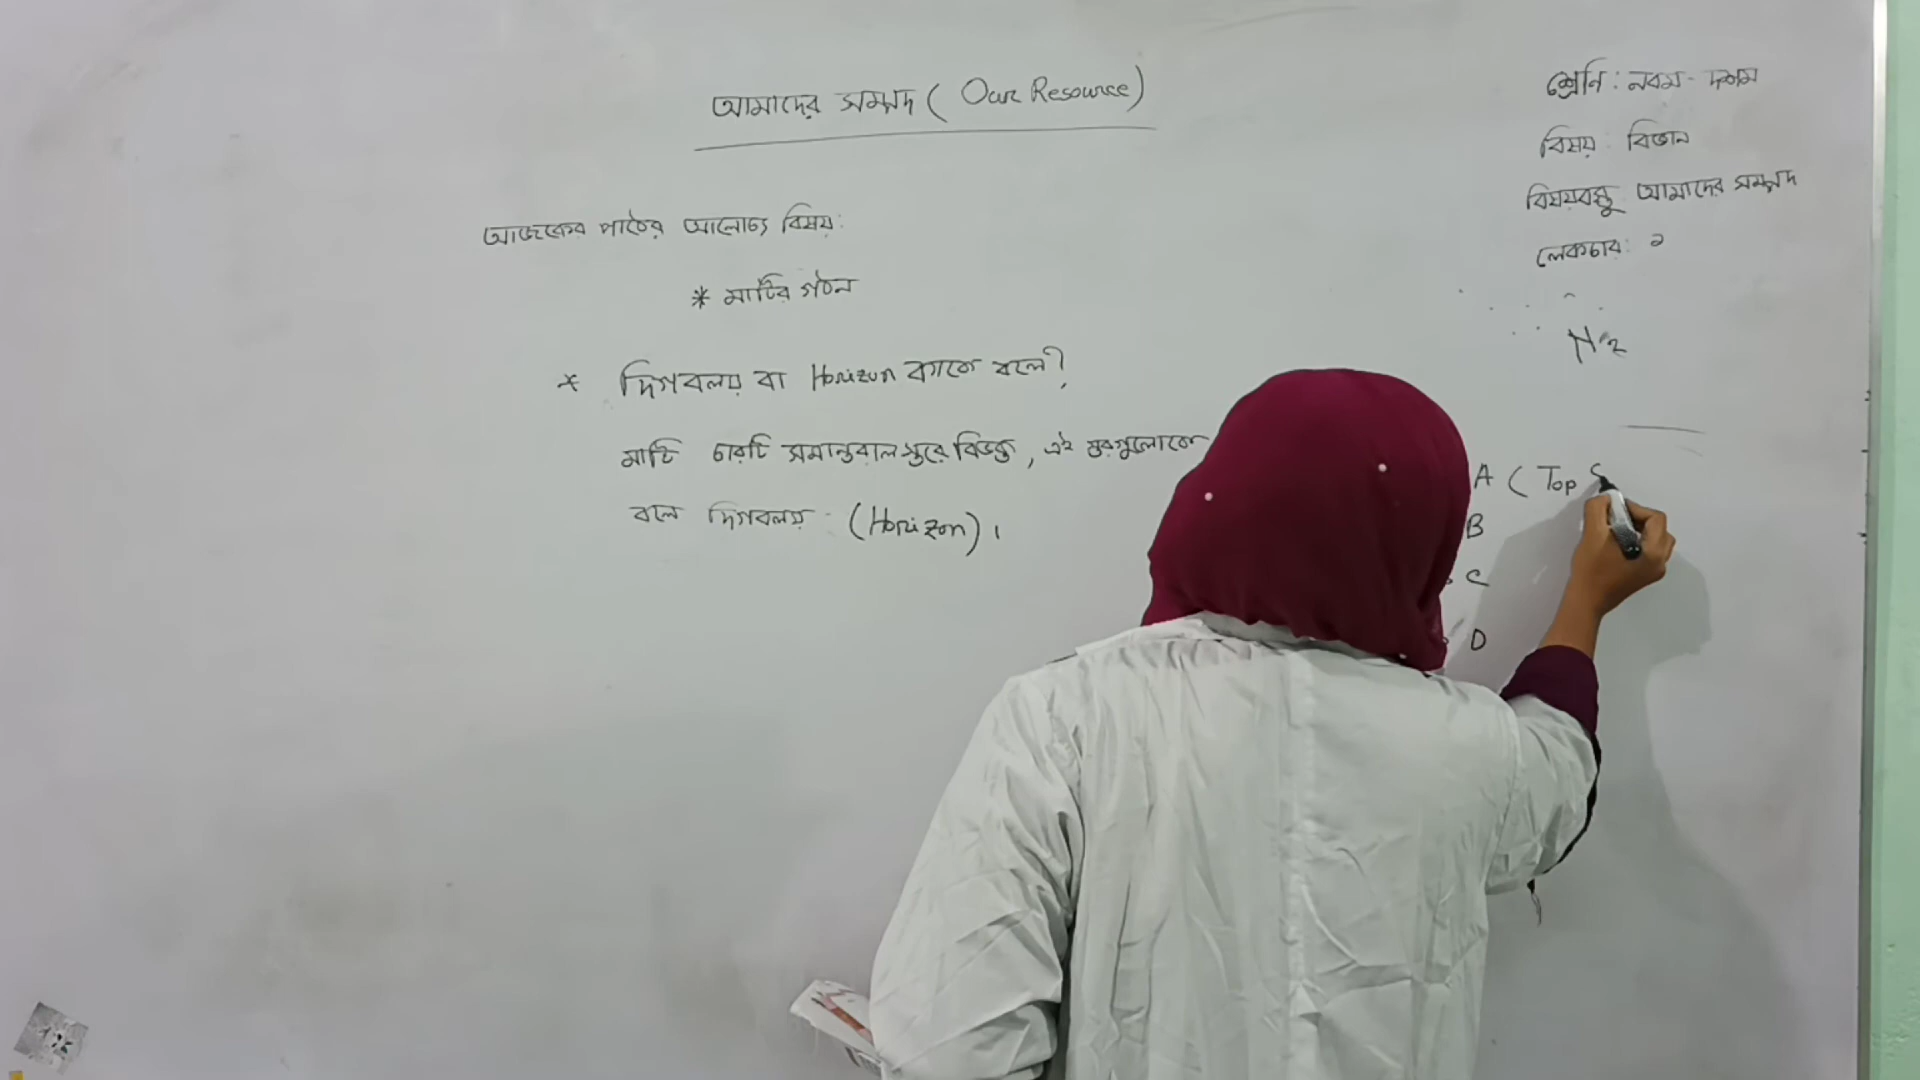 আমাদের সম্পদ ( Our Resource)
শ্রেণি : নবম - দশম
বিষয় : বিজ্ঞান
বিষয়বস্তু আমাদের সম্পদ
লেকচার: ১
আজকের পাঠের আলোচ্য বিষয়:
* মাটির গঠন
* দিগবলয় বা Horizon কাকে বলে?
মাটি চারটি সমান্তরাল স্তরে বিভক্ত, এই স্তরগুলোকে
বলে দিগবলয় (Horizon)।
A ( Top S
B
C
D